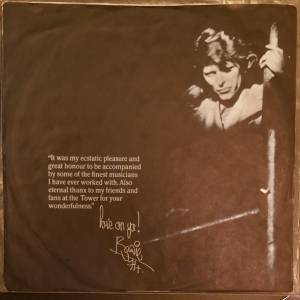 "It was my ecstatic pleasure and
great honour to be accompanied
by some of the finest musicians
I have ever worked with. Also
eternal thanx to my friends and
fans at the Tower for your
wonderfulness."
love on ya!
Bowie
74.